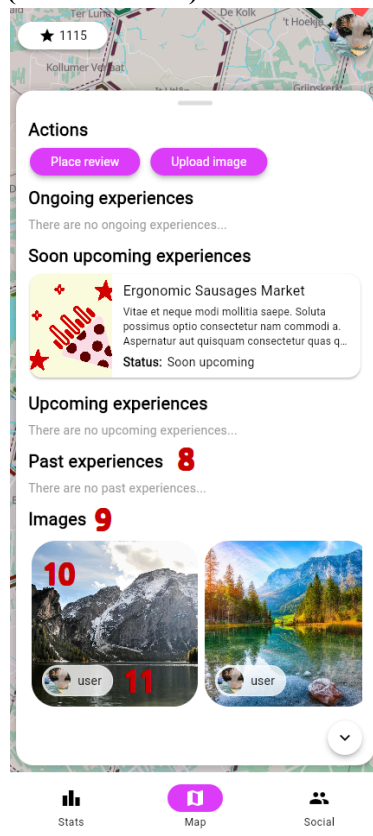 Ter Luns
De Kolk
't Hoekje
★ 1115
Kollumer Verlaat
Grijpskerk
Actions
Place review Upload image
Ongoing experiences
There are no ongoing experiences...
Soon upcoming experiences
Ergonomic Sausages Market
Vitae et neque modi mollitia saepe. Soluta
possimus optio consectetur nam commodi a.
Aspernatur aut quisquam consectetur quas q...
Status: Soon upcoming
Upcoming experiences
There are no upcoming experiences...
Past experiences 8
There are no past experiences...
Images 9
10
user 11 user
Stats Map Social